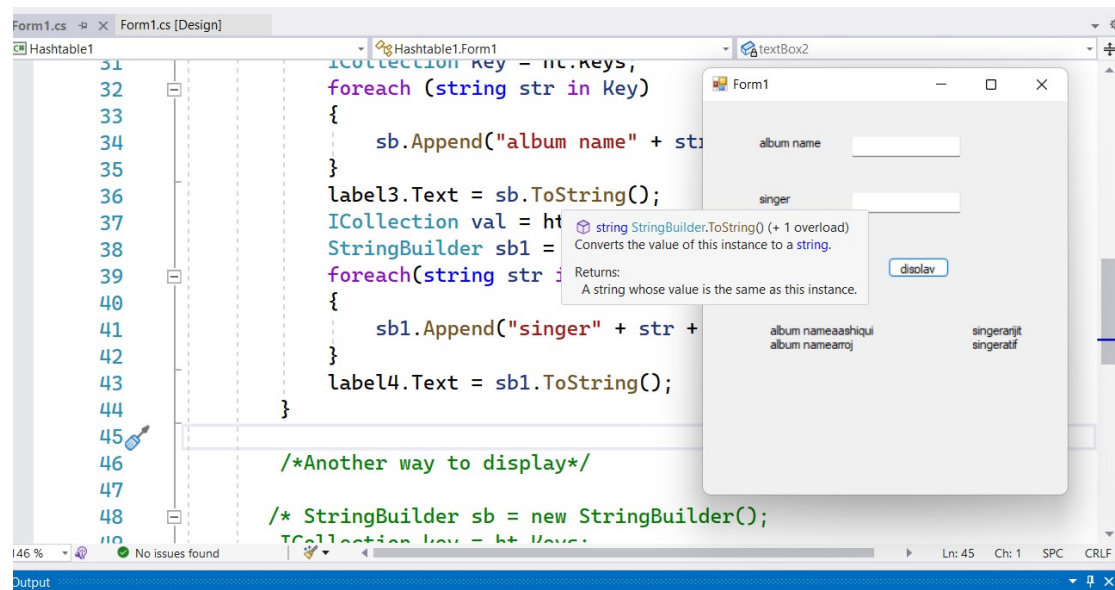 Form1.cs Form1.cs [Design]
Hashtable1 Hashtable1.Form1 textBox2
31 ICollection Key = ht.Keys;
32 foreach (string str in Key)
33 {
34 sb.Append("album name" + str
35 }
36 label3.Text = sb.ToString();
37 ICollection val = ht
38 StringBuilder sb1 =
39 foreach(string str i
40 {
41 sb1.Append("singer" + str +
42 }
43 label4.Text = sb1.ToString();
44 }
45
46 /*Another way to display*/
47
48 /* StringBuilder sb = new StringBuilder();
49 ICollection key = ht.Keys;
string StringBuilder.ToString() (+ 1 overload)
Converts the value of this instance to a string.
Returns:
A string whose value is the same as this instance.
Form1
album name
singer
display
album nameaashiqui singerarijit
album namearroj singeratif
146 % No issues found Ln: 45 Ch: 1 SPC CRLF
Output